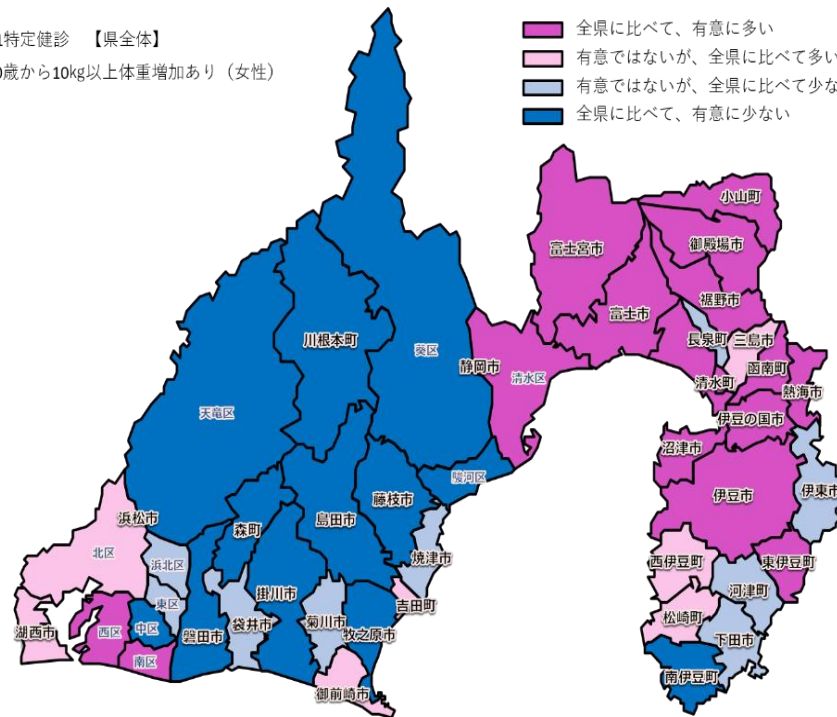 特定健診 【県全体】
歳から10kg以上体重増加あり（女性）
全県に比べて、有意に多い
有意ではないが、全県に比べて多い
有意ではないが、全県に比べて少な
全県に比べて、有意に少ない
小山町
御殿場市
富士宮市
裾野市
富士市
長泉町
三島市
川根本町
葵区
静岡市
清水区
清水町
函南町
熱海市
伊豆の国市
天竜区
沼津市
駿河区
伊東市
藤枝市
伊豆市
島田市
浜松市
森町
北区
浜北区
焼津市
西伊豆町
東伊豆町
河津町
東区
掛川市
吉田町
松崎町
湖西市
西区
中区
磐田市
袋井市
菊川市
牧之原市
下田市
南区
南伊豆町
御前崎市